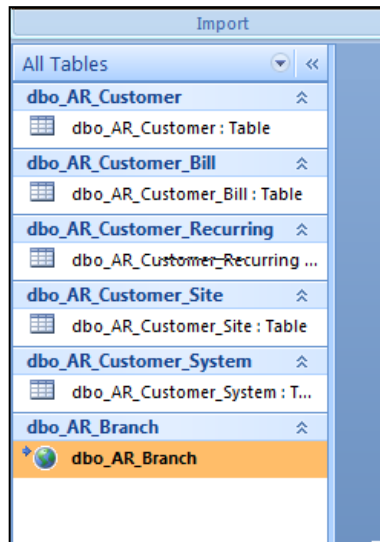 Import
All Tables
dbo_AR_Customer
dbo_AR_Customer : Table
dbo_AR_Customer_Bill
dbo_AR_Customer_Bill : Table
dbo_AR_Customer_Recurring
dbo_AR_Customer_Recurring ...
dbo_AR_Customer_Site
dbo_AR_Customer_Site : Table
dbo_AR_Customer_System
dbo_AR_Customer_System : T...
dbo_AR_Branch
dbo_AR_Branch